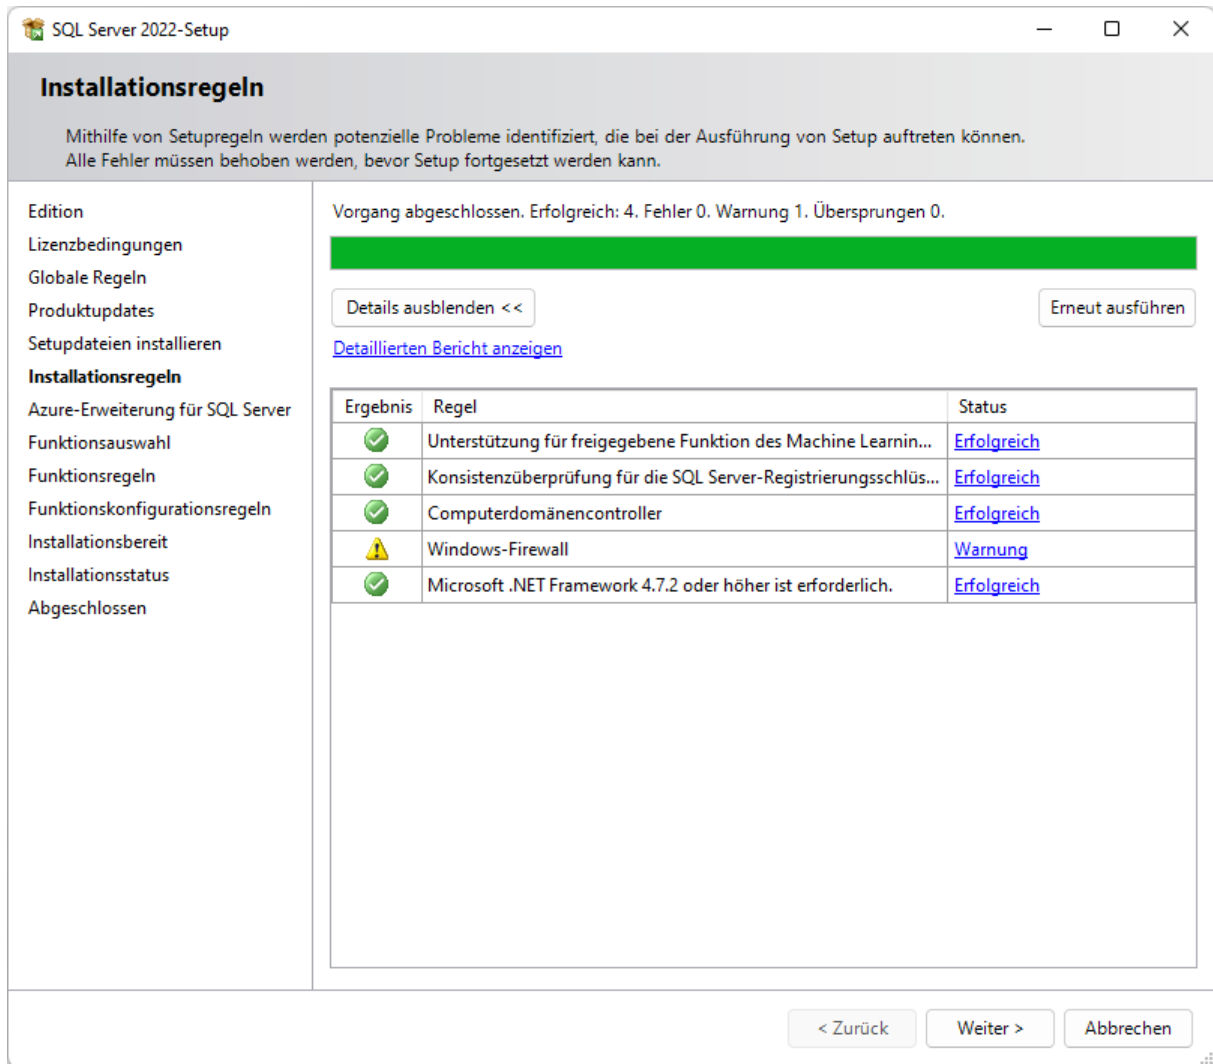 SQL Server 2022-Setup
Installationsregeln
Mithilfe von Setupregeln werden potenzielle Probleme identifiziert, die bei der Ausführung von Setup auftreten können.
Alle Fehler müssen behoben werden, bevor Setup fortgesetzt werden kann.
Edition
Lizenzbedingungen
Globale Regeln
Produktupdates
Setupdateien installieren
Installationsregeln
Azure-Erweiterung für SQL Server
Funktionsauswahl
Funktionsregeln
Funktionskonfigurationsregeln
Installationsbereit
Installationsstatus
Abgeschlossen
Vorgang abgeschlossen. Erfolgreich: 4. Fehler 0. Warnung 1. Übersprungen 0.
Details ausblenden << Erneut ausführen
Detaillierten Bericht anzeigen
Ergebnis Regel Status
Unterstützung für freigegebene Funktion des Machine Learnin... Erfolgreich
Konsistenzüberprüfung für die SQL Server-Registrierungsschlüs... Erfolgreich
Computerdomänencontroller Erfolgreich
Windows-Firewall Warnung
Microsoft .NET Framework 4.7.2 oder höher ist erforderlich. Erfolgreich
< Zurück Weiter > Abbrechen